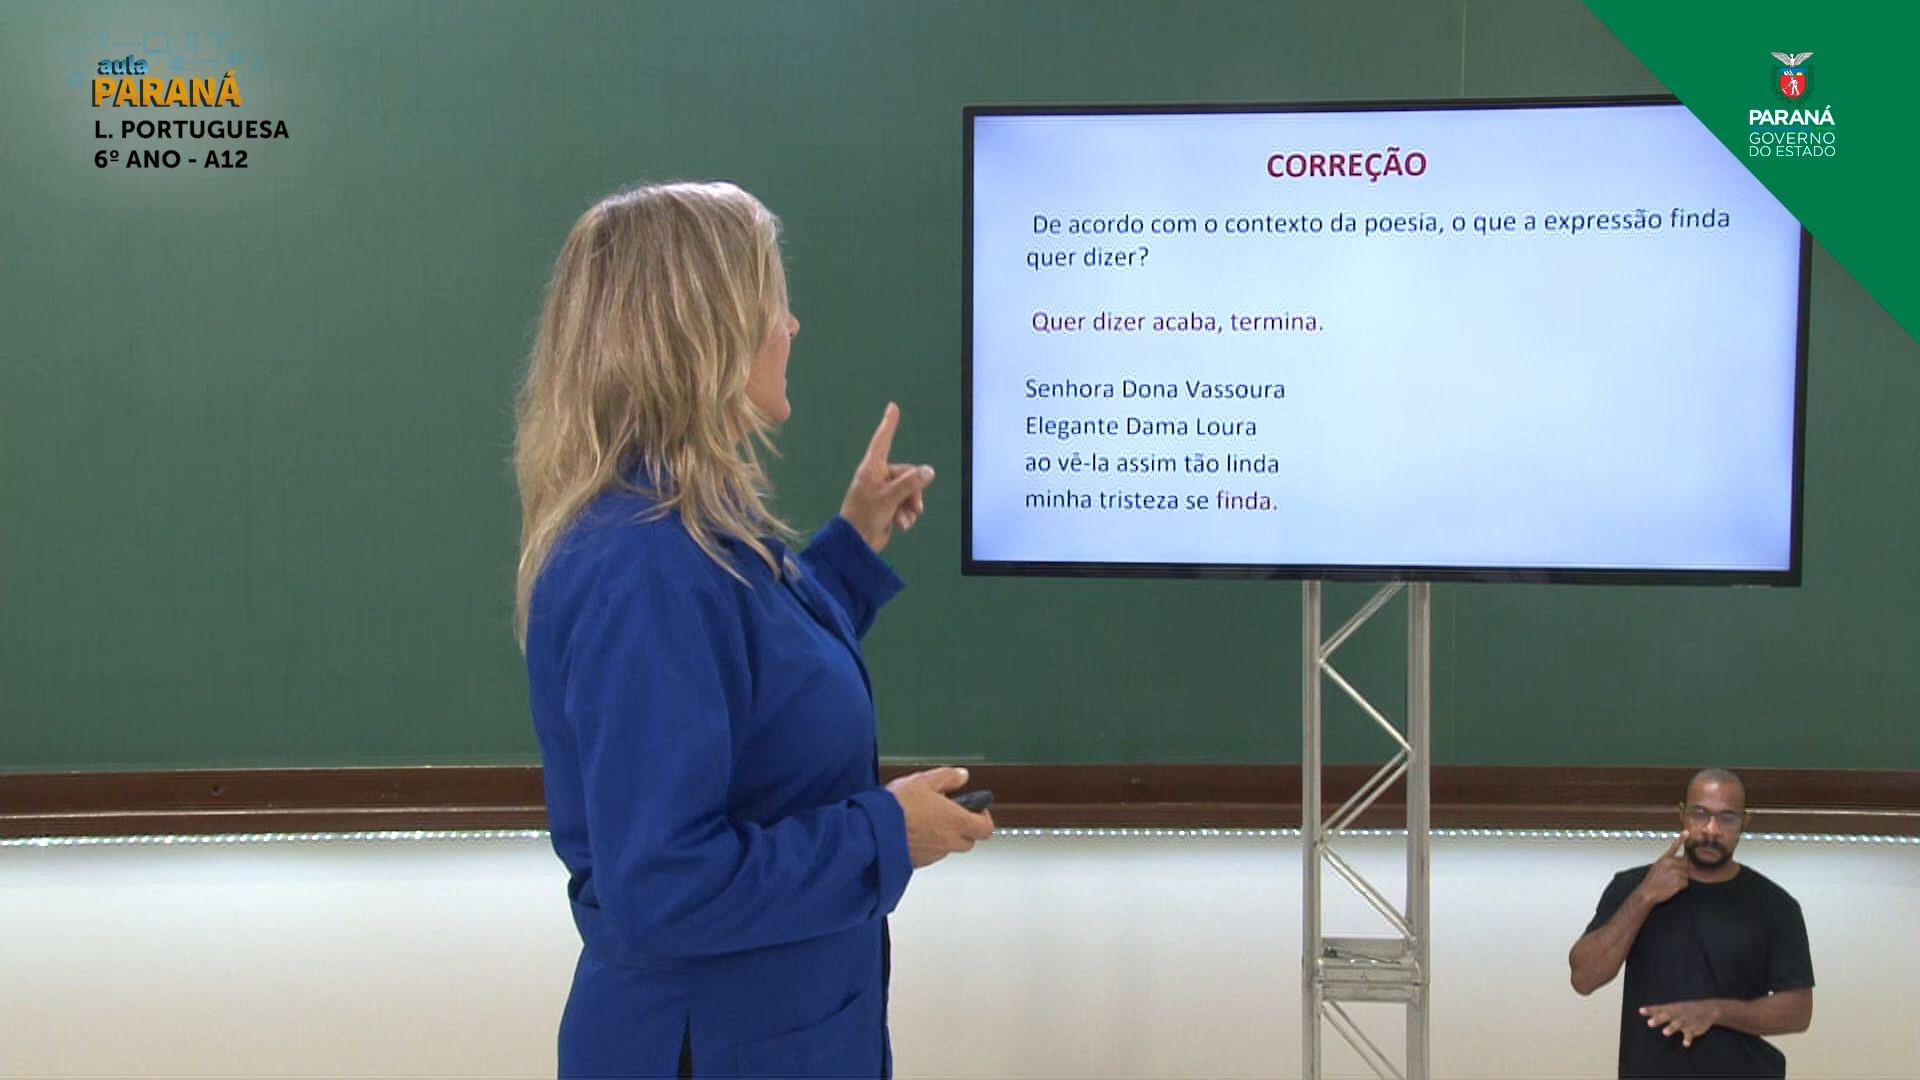 aula
PARANÁ
L. PORTUGUESA
6º ANO - A12
PARANÁ
GOVERNO
DO ESTADO
CORREÇÃO
De acordo com o contexto da poesia, o que a expressão finda
quer dizer?
Quer dizer acaba, termina.
Senhora Dona Vassoura
Elegante Dama Loura
ao vê-la assim tão linda
minha tristeza se finda.